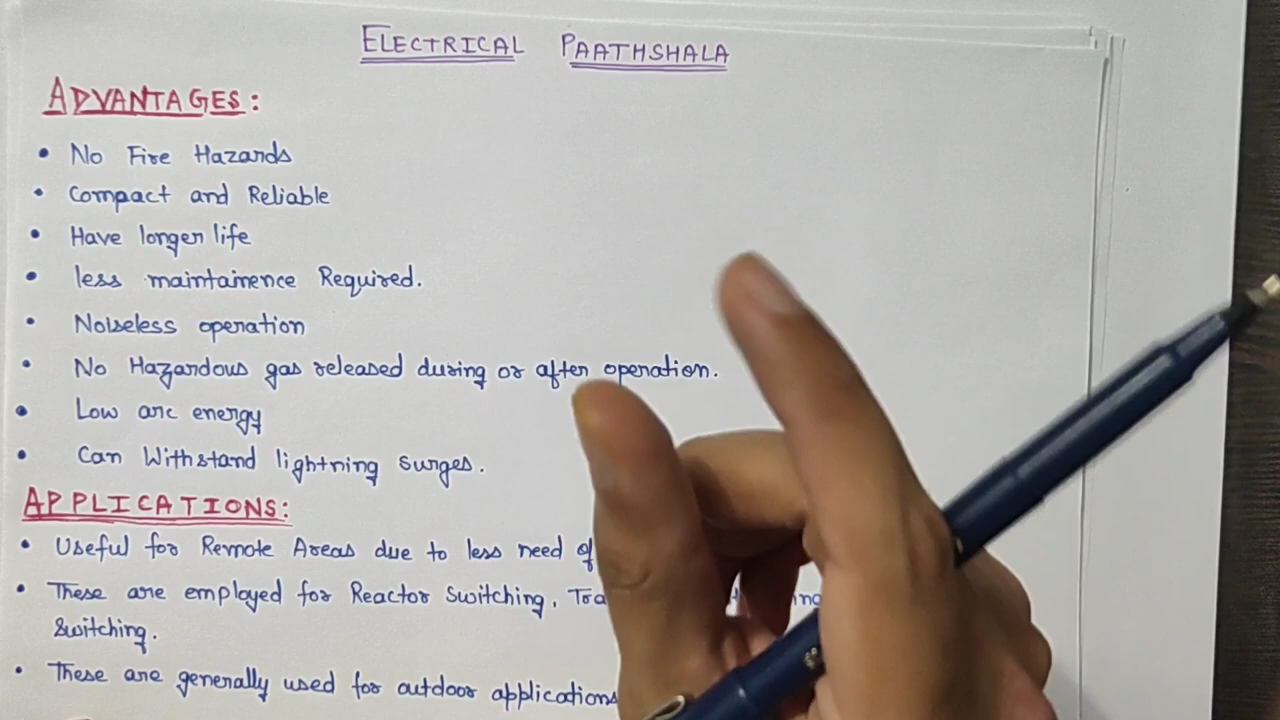 ELECTRICAL PAATHSHALA
ADVANTAGES:
• No Fire Hazards
• Compact and Reliable
• Have longer life
• less maintainence Required.
• Noiseless operation
• No Hazardous gas released during or after operation.
• Low arc energy
• Can Withstand lightning surges.
APPLICATIONS:
• Useful for Remote Areas due to less need of
• These are employed for Reactor Switching,
Switching.
• These are generally used for outdoor applications